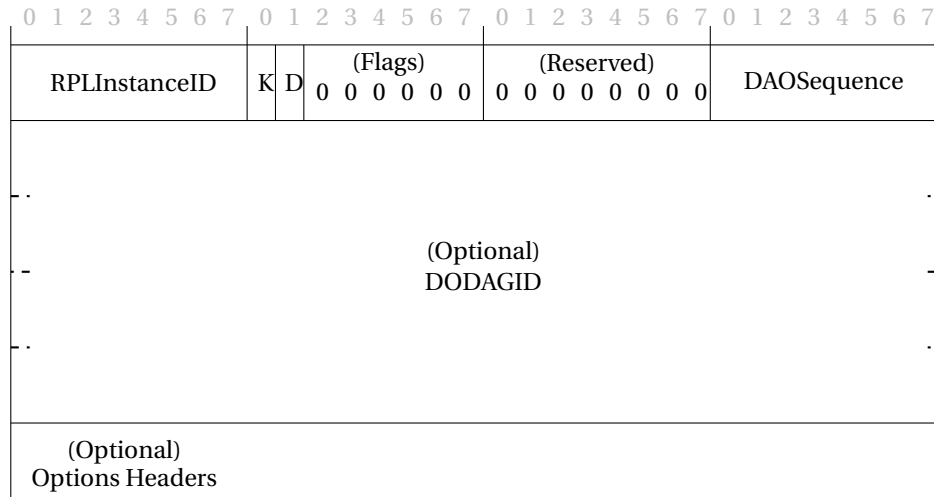 0 1 2 3 4 5 6 7 0 1 2 3 4 5 6 7 0 1 2 3 4 5 6 7 0 1 2 3 4 5 6 7
RPLInstanceID K D (Flags) (Reserved) DAOSequence
0 0 0 0 0 0 0 0 0 0 0 0 0 0
(Optional)
DODAGID
(Optional)
Options Headers